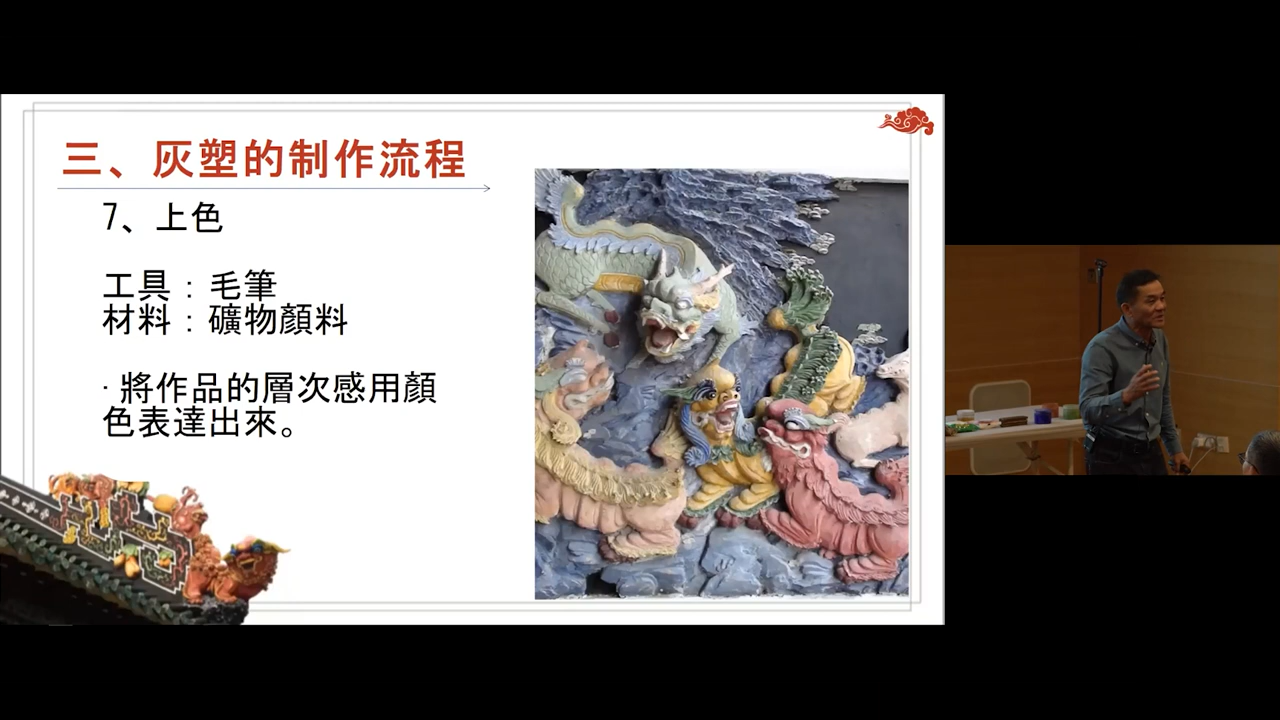 三、灰塑的制作流程
7、上色
工具：毛筆
材料：礦物顏料
· 將作品的層次感用顏
色表達出來。